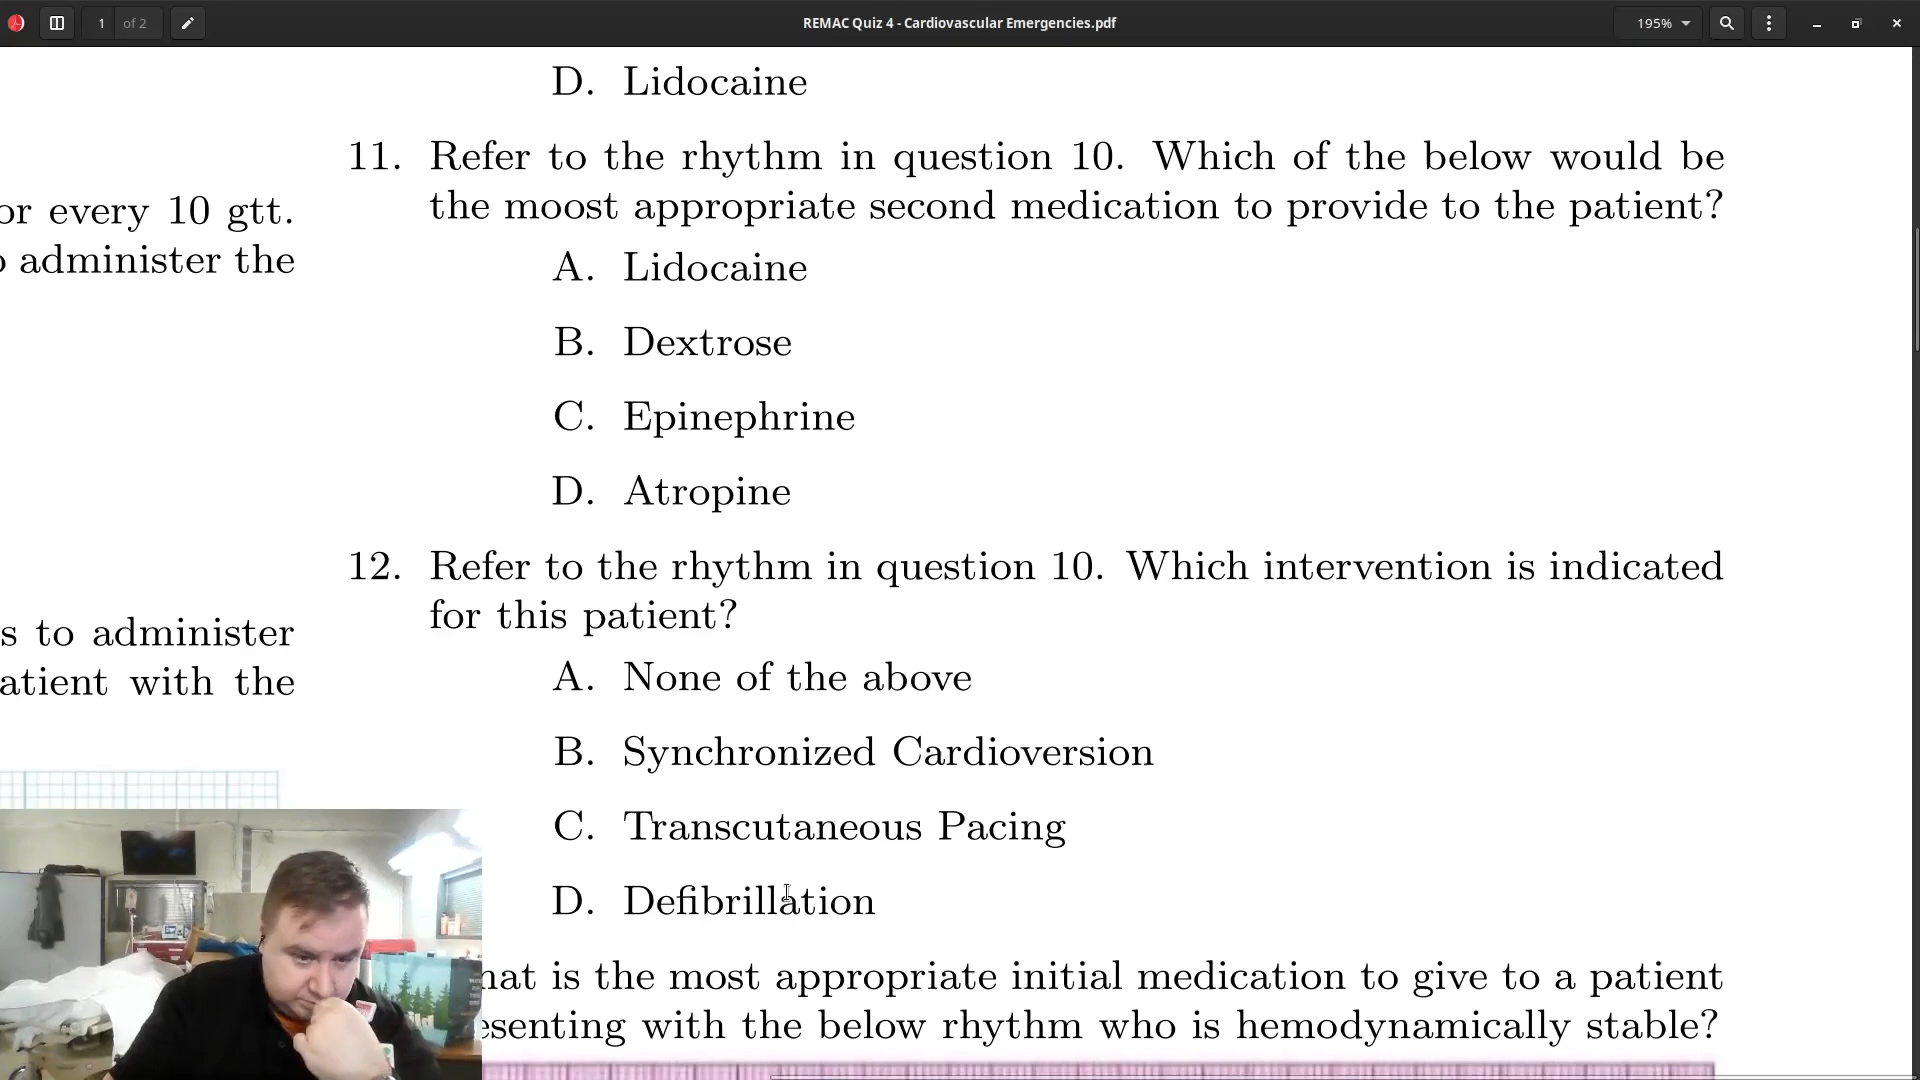 1 of 2
REMAC Quiz 4 - Cardiovascular Emergencies.pdf
195%
or every 10 gtt.
administer the
s to administer
atient with the
D. Lidocaine
11. Refer to the rhythm in question 10. Which of the below would be
the moost appropriate second medication to provide to the patient?
A. Lidocaine
B. Dextrose
C. Epinephrine
D. Atropine
12. Refer to the rhythm in question 10. Which intervention is indicated
for this patient?
A. None of the above
B. Synchronized Cardioversion
C. Transcutaneous Pacing
D. Defibrillation
hat is the most appropriate initial medication to give to a patient
esenting with the below rhythm who is hemodynamically stable?